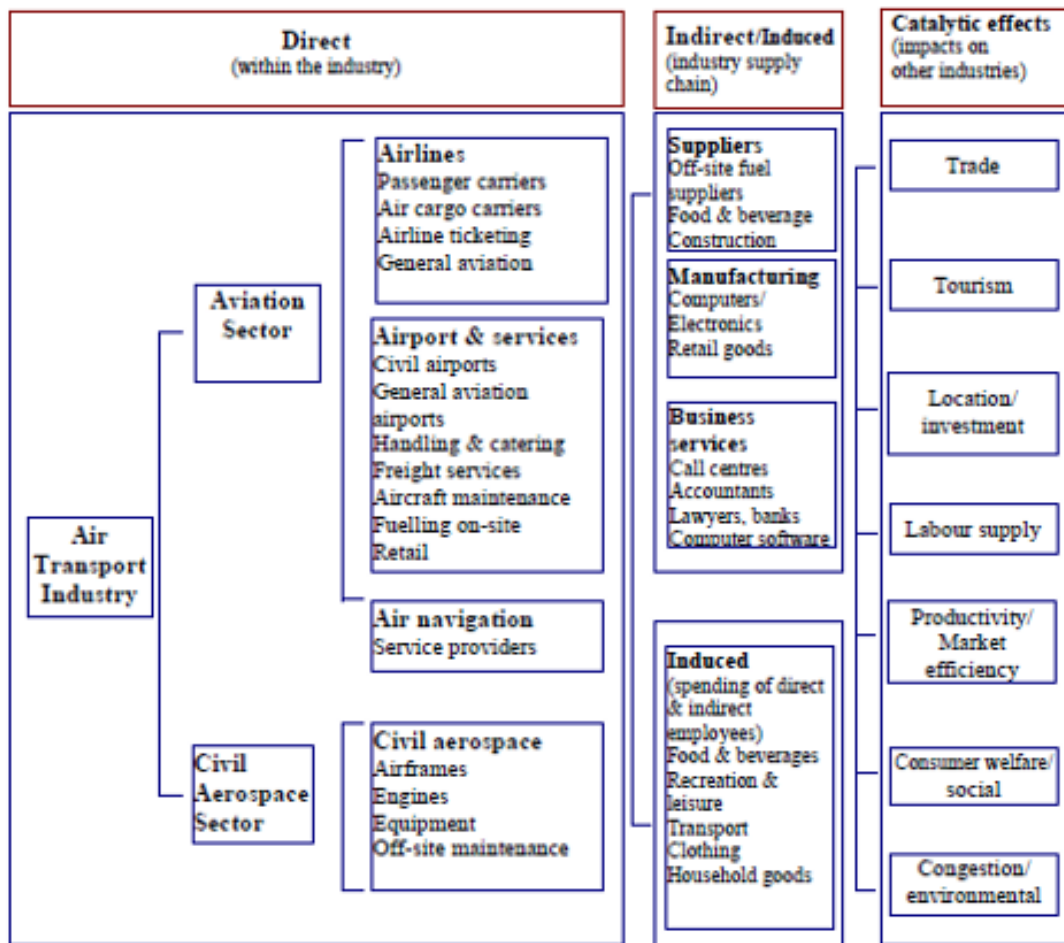 Direct
(within the industry)
Indirect/Induced
(industry supply
chain)
Catalytic effects
(impacts on
other industries)
Air
Transport
Industry
Aviation
Sector
Civil
Aerospace
Sector
Airlines
Passenger carriers
Air cargo carriers
Airline ticketing
General aviation
Airport & services
Civil airports
General aviation
airports
Handling & catering
Freight services
Aircraft maintenance
Fuelling on-site
Retail
Air navigation
Service providers
Civil aerospace
Airframes
Engines
Equipment
Off-site maintenance
Suppliers
Off-site fuel
suppliers
Food & beverage
Construction
Manufacturing
Computers/
Electronics
Retail goods
Business
services
Call centres
Accountants
Lawyers, banks
Computer software
Induced
(spending of direct
& indirect
employees)
Food & beverages
Recreation &
leisure
Transport
Clothing
Household goods
Trade
Tourism
Location/
investment
Labour supply
Productivity/
Market
efficiency
Consumer welfare/
social
Congestion/
environmental